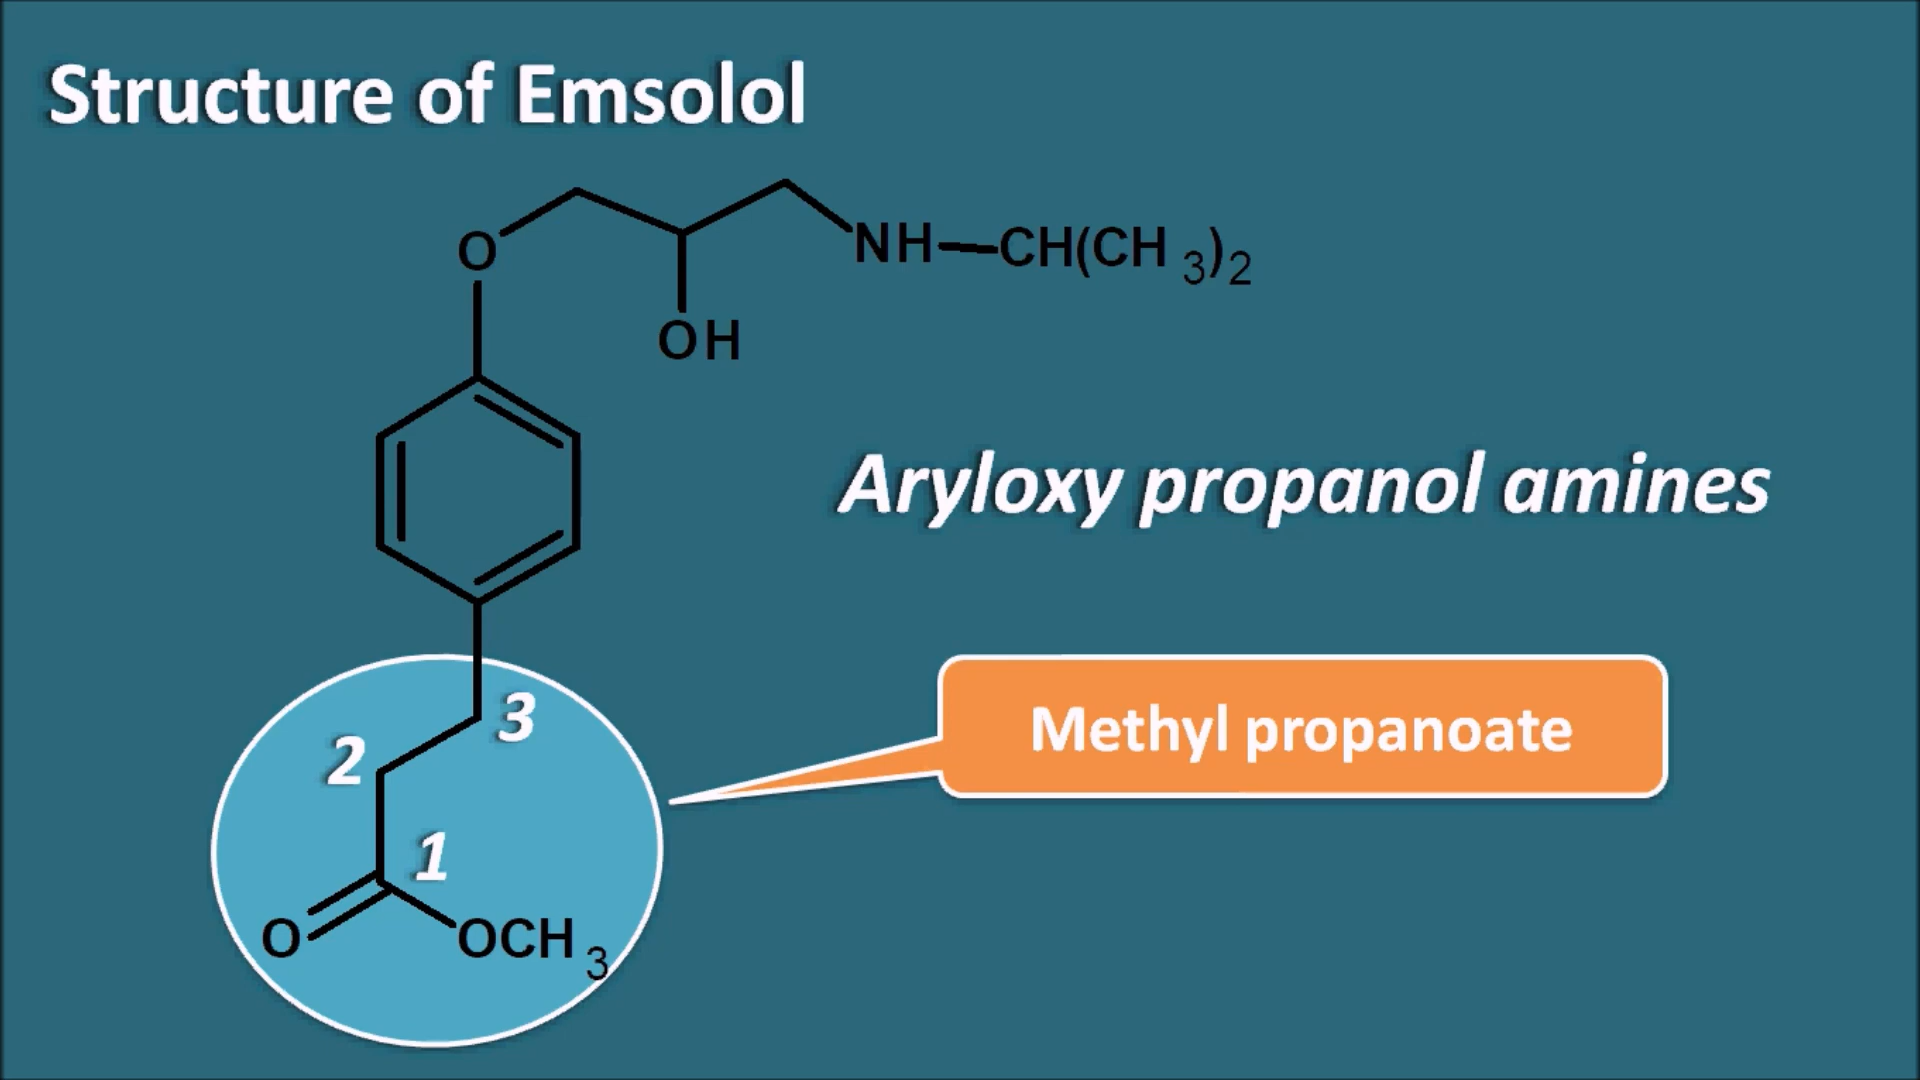 Structure of Emsolol
O
NH
CH(CH3)2
OH
Aryloxy propanol amines
3
2
Methyl propanoate
1
O
OCH3